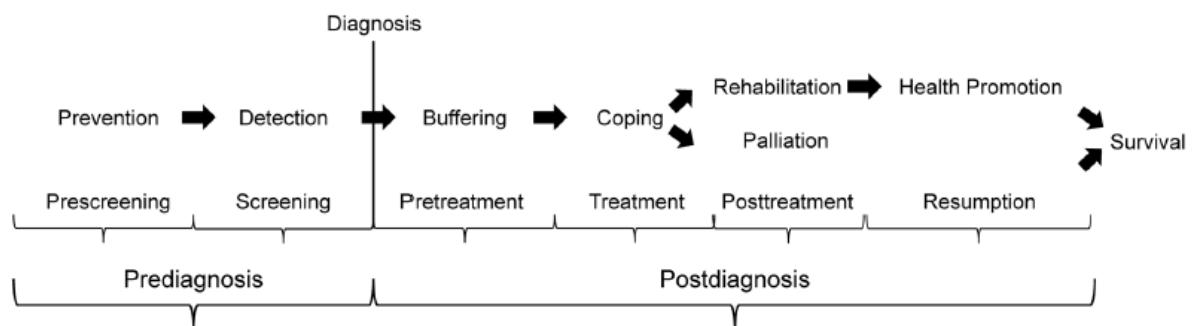 Diagnosis
Rehabilitation
Health Promotion
Prevention
Detection
Buffering
Coping
Palliation
Survival
Prescreening
Screening
Pretreatment
Treatment
Posttreatment
Resumption
Prediagnosis
Postdiagnosis